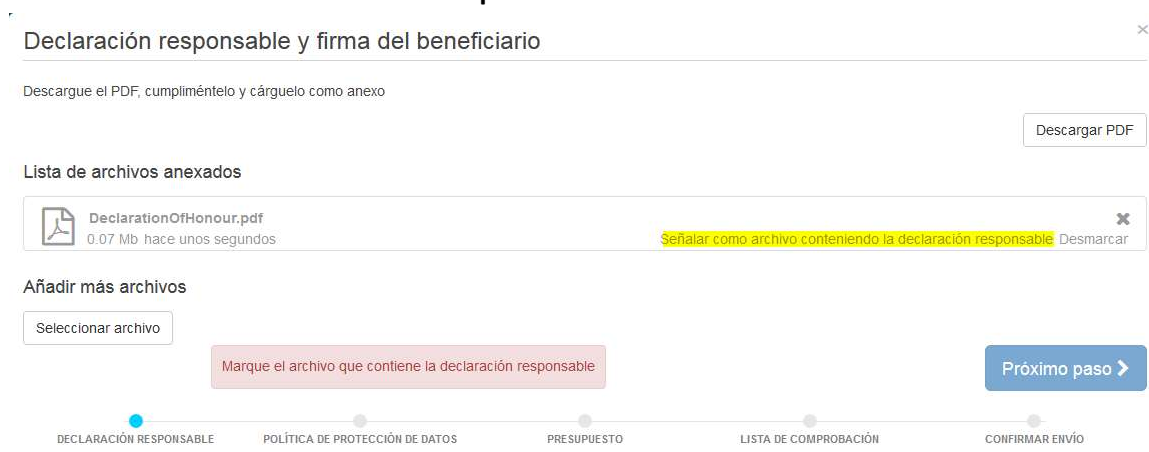 Declaración responsable y firma del beneficiario
×
Descargue el PDF, cumpliméntelo y cárguelo como anexo
Descargar PDF
Lista de archivos anexados
DeclarationOfHonour.pdf
0.07 Mb hace unos segundos
Señalar como archivo conteniendo la declaración responsable Desmarcar
Añadir más archivos
Seleccionar archivo
Marque el archivo que contiene la declaración responsable
Próximo paso
DECLARACIÓN RESPONSABLE POLÍTICA DE PROTECCIÓN DE DATOS PRESUPUESTO LISTA DE COMPROBACIÓN CONFIRMAR ENVÍO